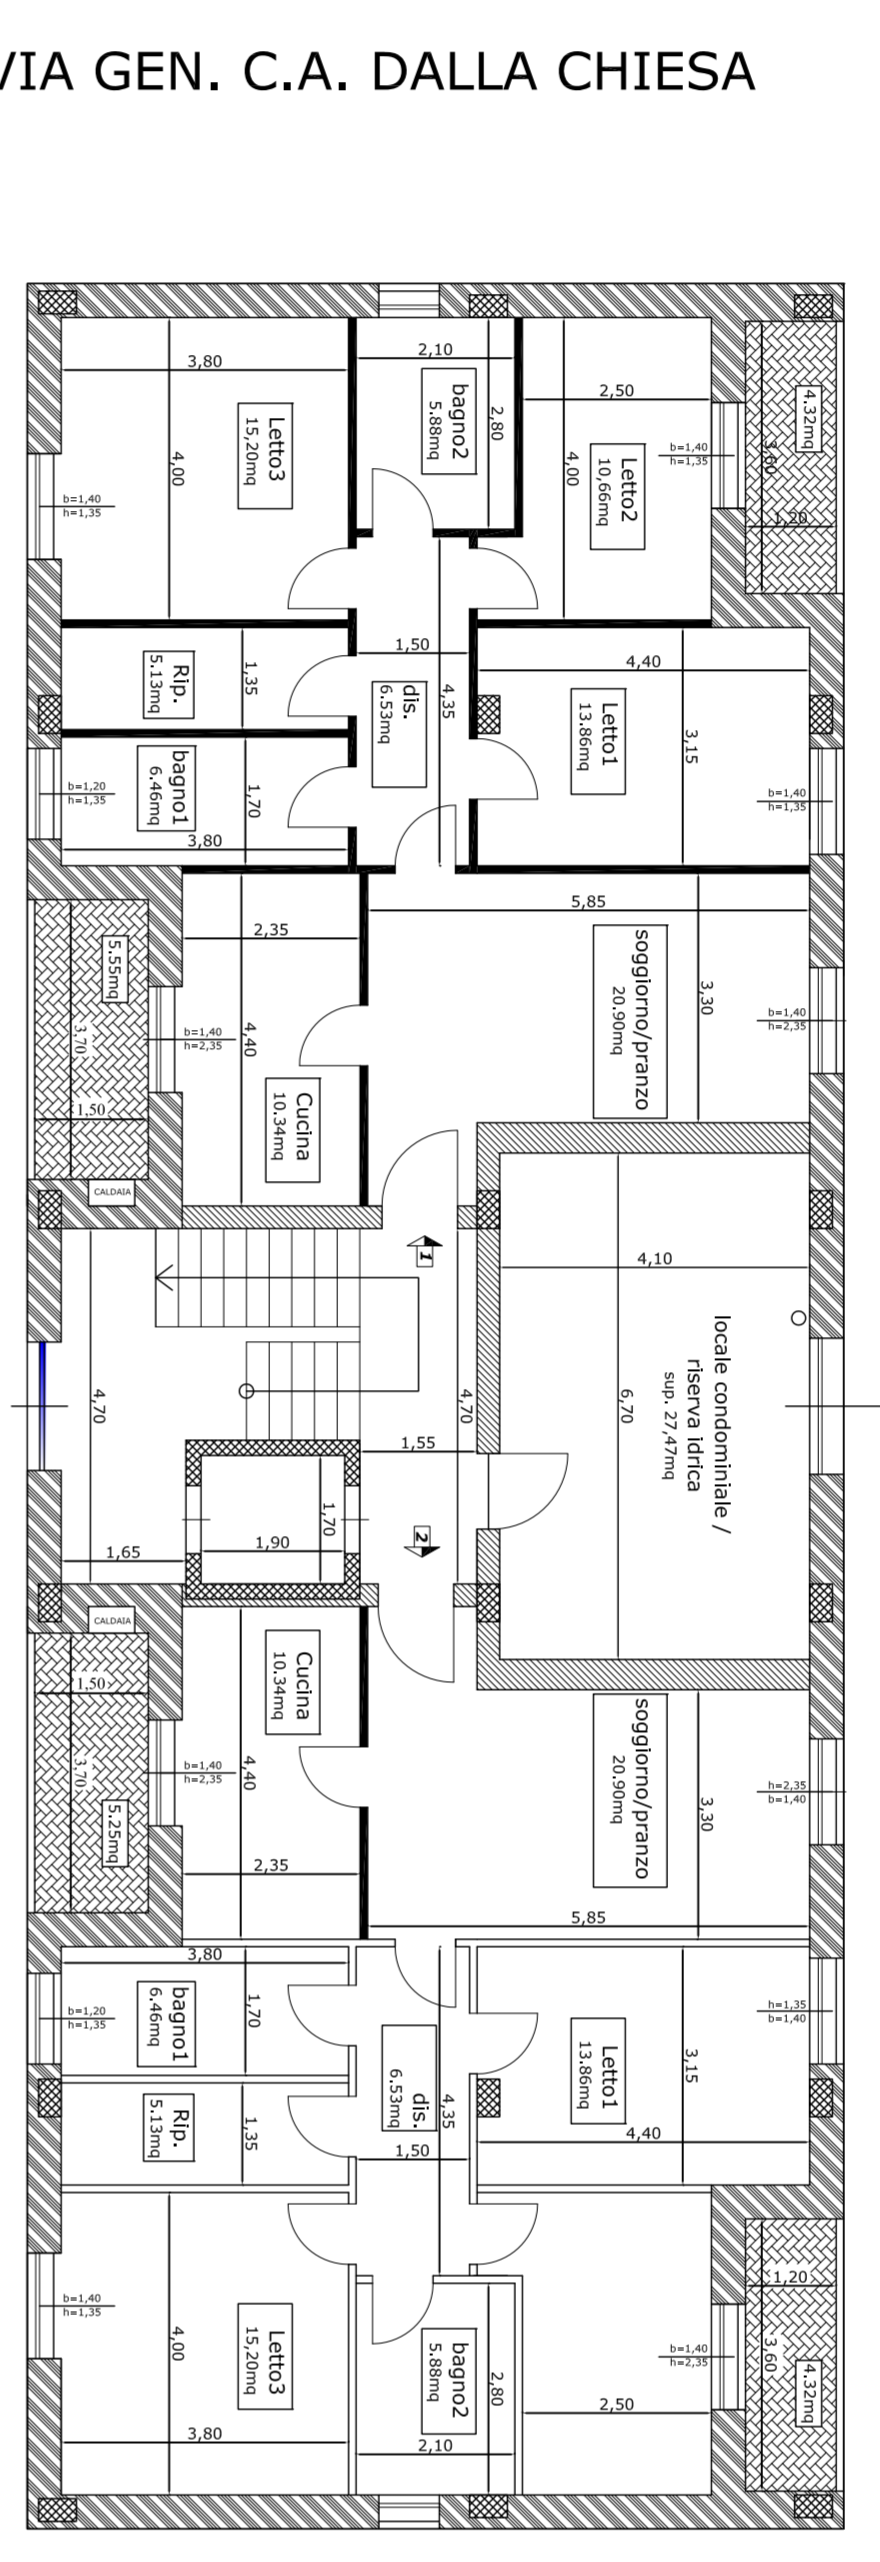 VIA GEN. C.A. DALLA CHIESA
3,80
4,00
Letto3
15,20mq
b=1,40
h=1,35
2,10
bagno2
5.88mq
2,80
2,50
4,00
Letto2
10,66mq
b=1,40
h=1,35
4.32mq
3,60
1,20
1,35
Rip.
5.13mq
1,50
dis.
6.53mq
4,35
4,40
Letto1
13.86mq
3,15
b=1,40
h=1,35
b=1,20
h=1,35
bagno1
6.46mq
1,70
3,80
5.55mq
3,70
1,50
CALDAIA
2,35
b=1,40
h=2,35
4,40
Cucina
10.34mq
5,85
soggiorno/pranzo
20.90mq
3,30
b=1,40
h=2,35
1
4,70
4,70
1,55
4,10
6,70
locale condominiale /
riserva idrica
sup. 27,47mq
1,70
1,90
1,65
2
CALDAIA
1,50
3,70
5.25mq
Cucina
10.34mq
b=1,40
h=2,35
4,40
2,35
soggiorno/pranzo
20.90mq
3,30
h=2,35
b=1,40
5,85
3,80
bagno1
6.46mq
1,70
b=1,20
h=1,35
dis.
6.53mq
4,35
1,50
Letto1
13.86mq
3,15
h=1,35
b=1,40
4,40
Rip.
5.13mq
1,35
b=1,40
h=1,35
4,00
Letto3
15,20mq
3,80
bagno2
5.88mq
2,80
2,10
b=1,40
h=2,35
2,50
1,20
3,60
4.32mq